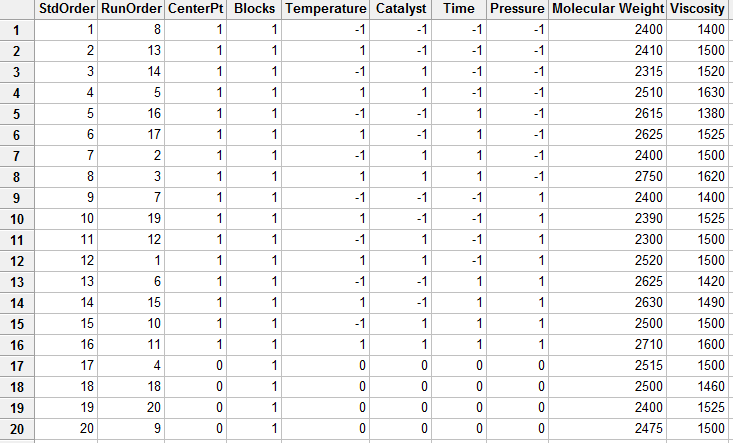 StdOrder RunOrder CenterPt Blocks Temperature Catalyst Time Pressure Molecular Weight Viscosity
1 1 8 1 1 -1 -1 -1 -1 2400 1400
2 2 13 1 1 1 -1 -1 -1 2410 1500
3 3 14 1 1 -1 1 -1 -1 2315 1520
4 4 5 1 1 1 1 -1 -1 2510 1630
5 5 16 1 1 -1 -1 1 -1 2615 1380
6 6 17 1 1 1 -1 1 -1 2625 1525
7 7 2 1 1 -1 1 1 -1 2400 1500
8 8 3 1 1 1 1 1 -1 2750 1620
9 9 7 1 1 -1 -1 -1 1 2400 1400
10 10 19 1 1 1 -1 -1 1 2390 1525
11 11 12 1 1 -1 1 -1 1 2300 1500
12 12 1 1 1 1 1 -1 1 2520 1500
13 13 6 1 1 -1 -1 1 1 2625 1420
14 14 15 1 1 1 -1 1 1 2630 1490
15 15 10 1 1 -1 1 1 1 2500 1500
16 16 11 1 1 1 1 1 1 2710 1600
17 17 4 0 1 0 0 0 0 2515 1500
18 18 18 0 1 0 0 0 0 2500 1460
19 19 20 0 1 0 0 0 0 2400 1525
20 20 9 0 1 0 0 0 0 2475 1500